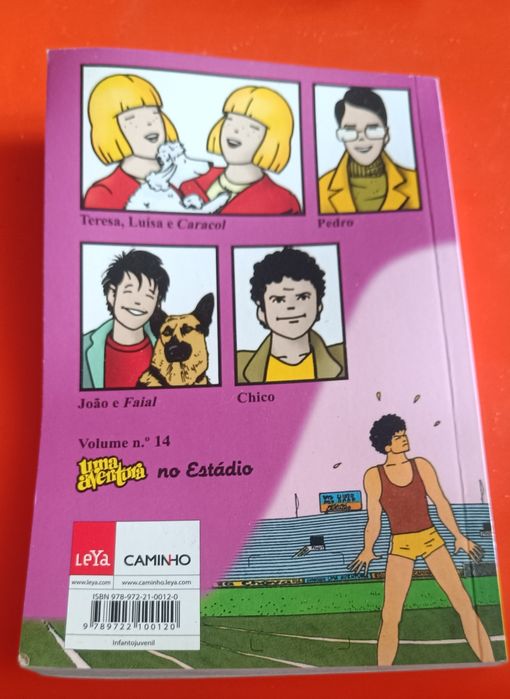 Teresa, Luísa e Caracol
Pedro
João e Faial
Chico
Volume n.º 14
uma aventura
no Estádio
LeYa
CAMINHO
www.leya.com
www.caminho.leya.com
ISBN 978-972-21-0012-0
9 789722 100120
infantojuvenil